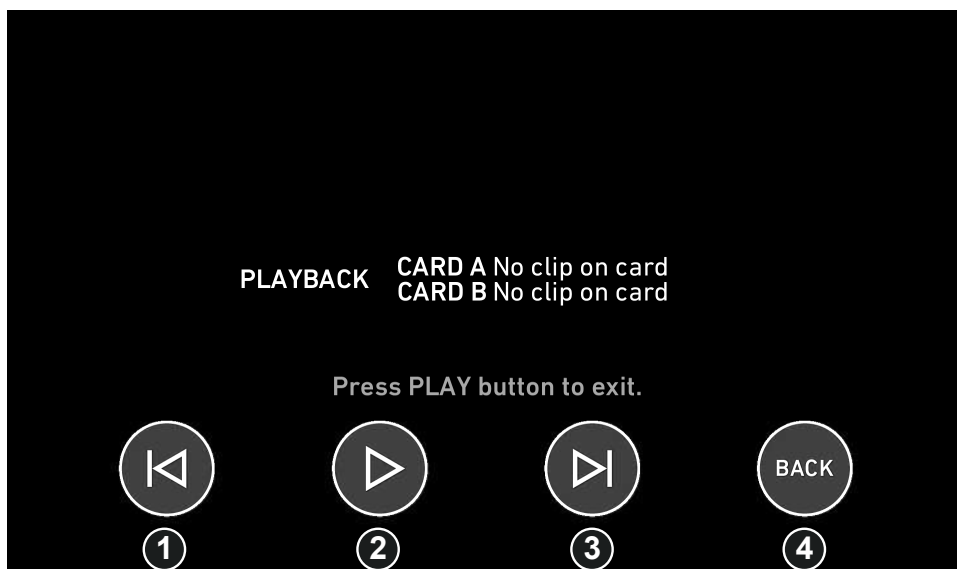 PLAYBACK CARD A No clip on card
CARD B No clip on card
Press PLAY button to exit.
BACK
1 2 3 4